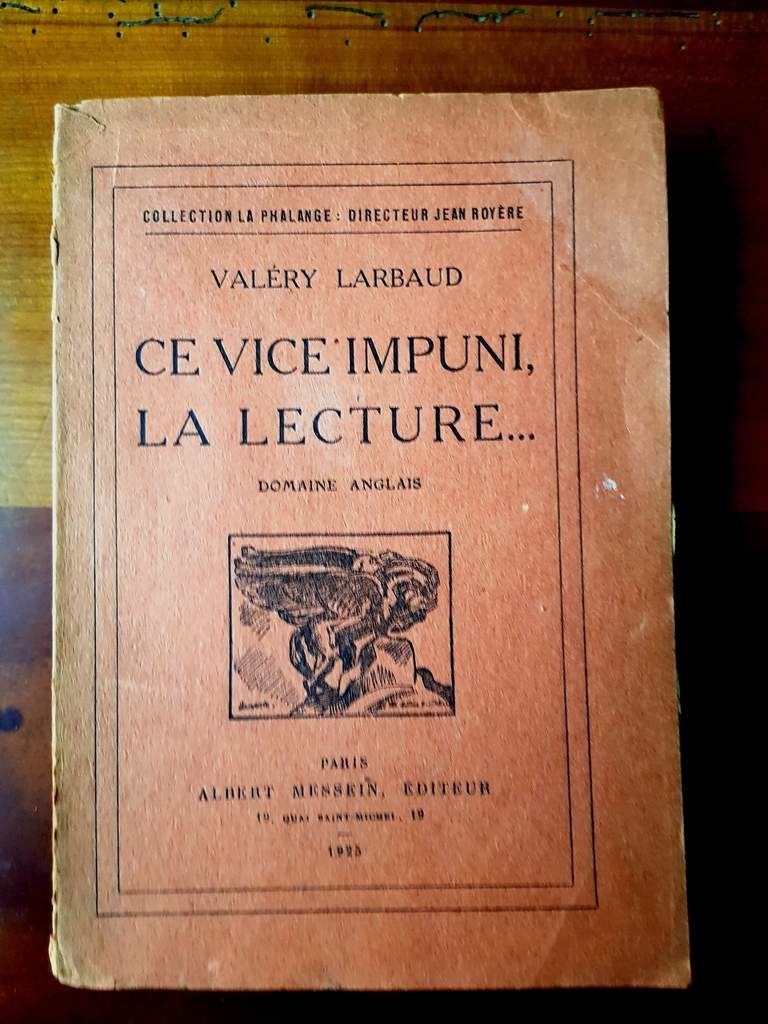 COLLECTION LA PHALANGE : DIRECTEUR JEAN ROYÈRE
VALÉRY LARBAUD
CE VICE IMPUNI,
LA LECTURE...
DOMAINE ANGLAIS
PARIS
ALBERT MESSEIN, ÉDITEUR
19, QUAI SAINT-MICHEL, 19
1925